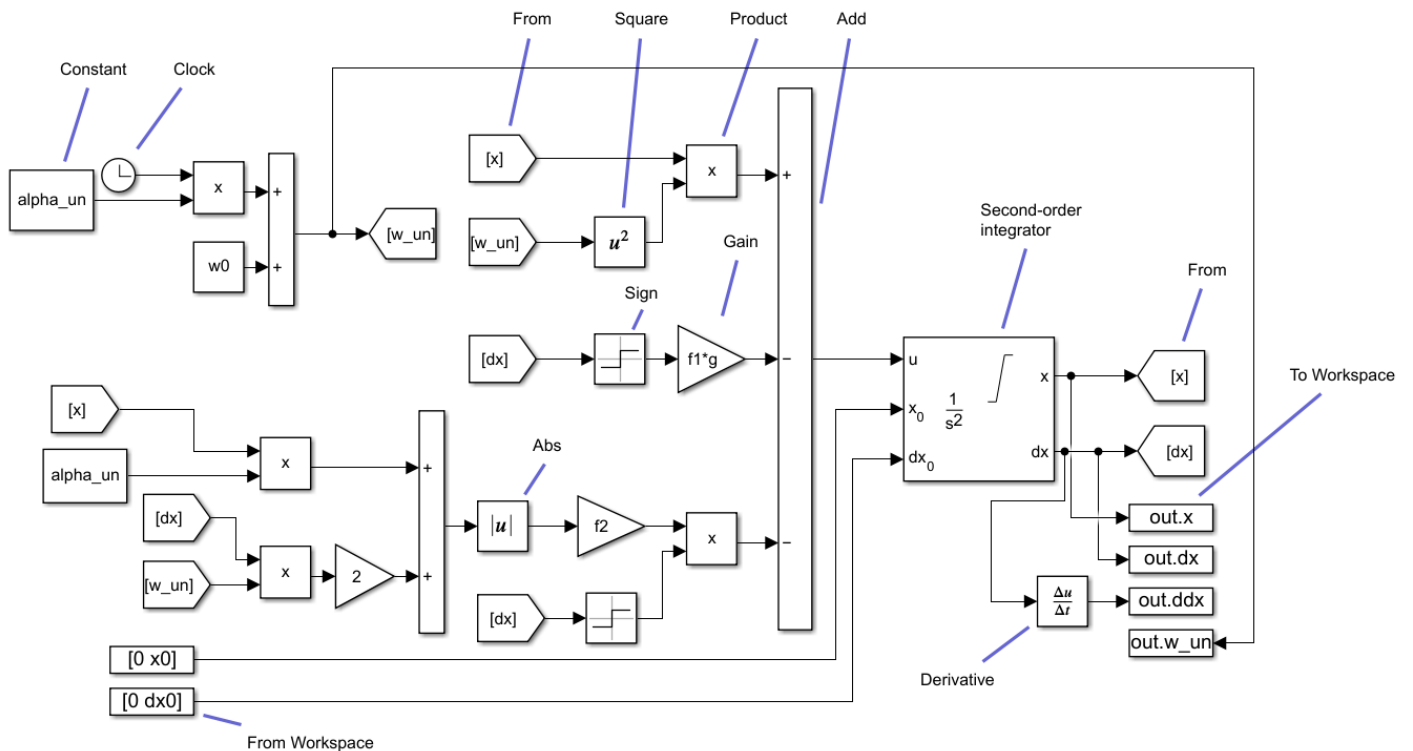 From
Square
Product
Add
Constant
Clock
alpha_un
x
+
w0
+
[w_un]
[x]
x
+
[w_un]
u²
Gain
Sign
[dx]
f1*g
−
Second-order
integrator
From
u
x
[x]
x₀
1
s²
dx
[dx]
dx₀
To Workspace
[x]
x
+
alpha_un
[dx]
x
2
+
[w_un]
Abs
|u|
f2
x
−
[dx]
out.x
out.dx
Δu
Δt
out.ddx
out.w_un
Derivative
[0 x0]
[0 dx0]
From Workspace